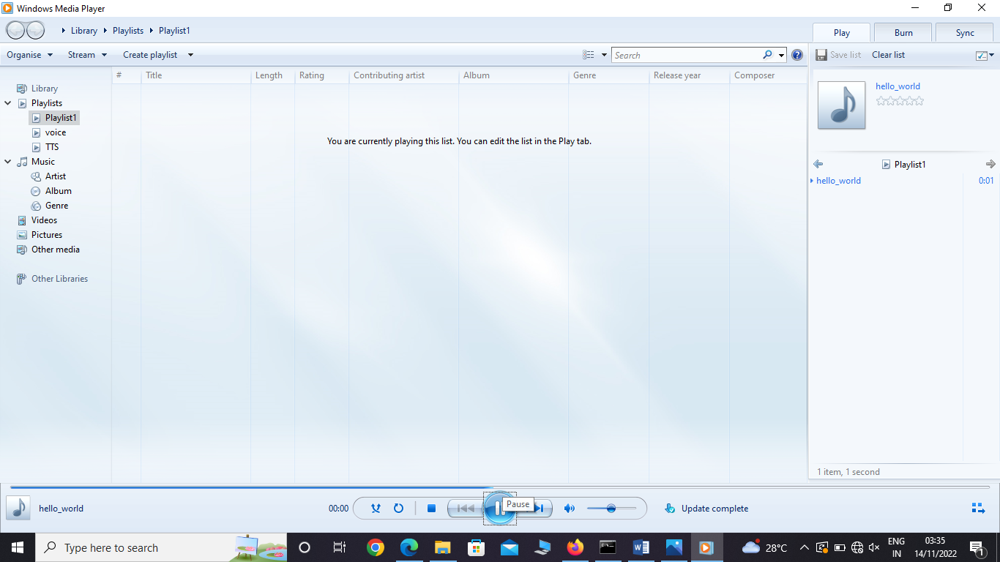 Windows Media Player
Library Playlists Playlist1
Play Burn Sync
Organise Stream Create playlist
Search
Save list Clear list
# Title Length Rating Contributing artist Album Genre Release year Composer
Library
Playlists
Playlist1
voice
TTS
Music
Artist
Album
Genre
Videos
Pictures
Other media
Other Libraries
You are currently playing this list. You can edit the list in the Play tab.
hello_world
Playlist1
hello_world 0:01
1 item, 1 second
hello_world 00:00 Pause Update complete
Type here to search
28°C
ENG
IN
03:35
14/11/2022
1